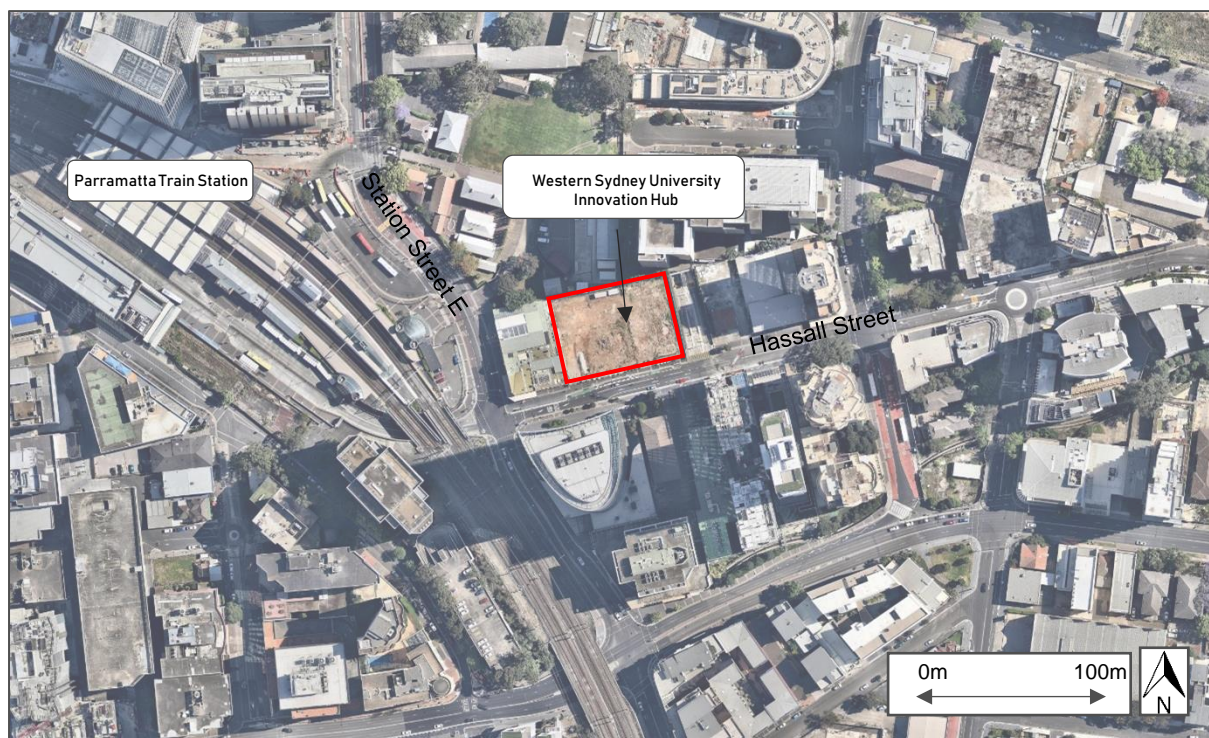 Parramatta Train Station
Station Street E
Western Sydney University
Innovation Hub
Hassall Street
0m 100m
N